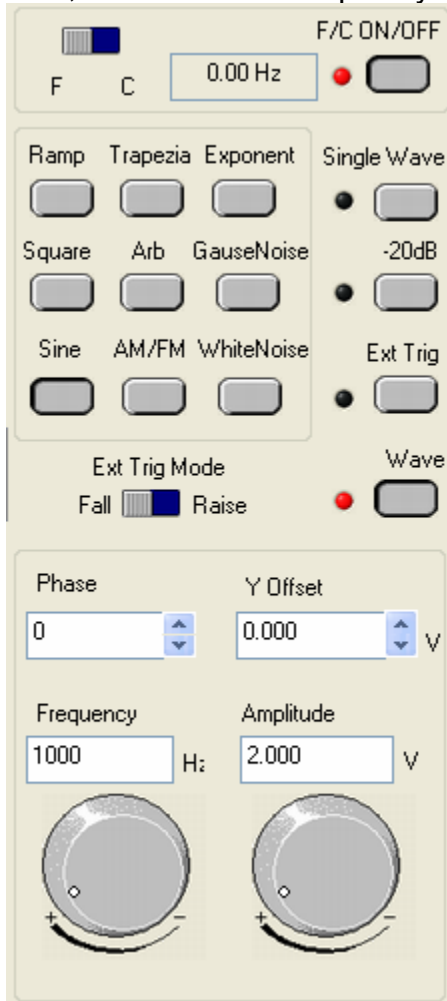 F/C ON/OFF
F C
0.00 Hz
Ramp Trapezia Exponent
Single Wave
Square Arb GauseNoise
-20dB
Sine AM/FM WhiteNoise
Ext Trig
Ext Trig Mode
Fall Raise
Wave
Phase Y Offset
0 0.000 V
Frequency Amplitude
1000 Hz 2.000 V
+ - + -